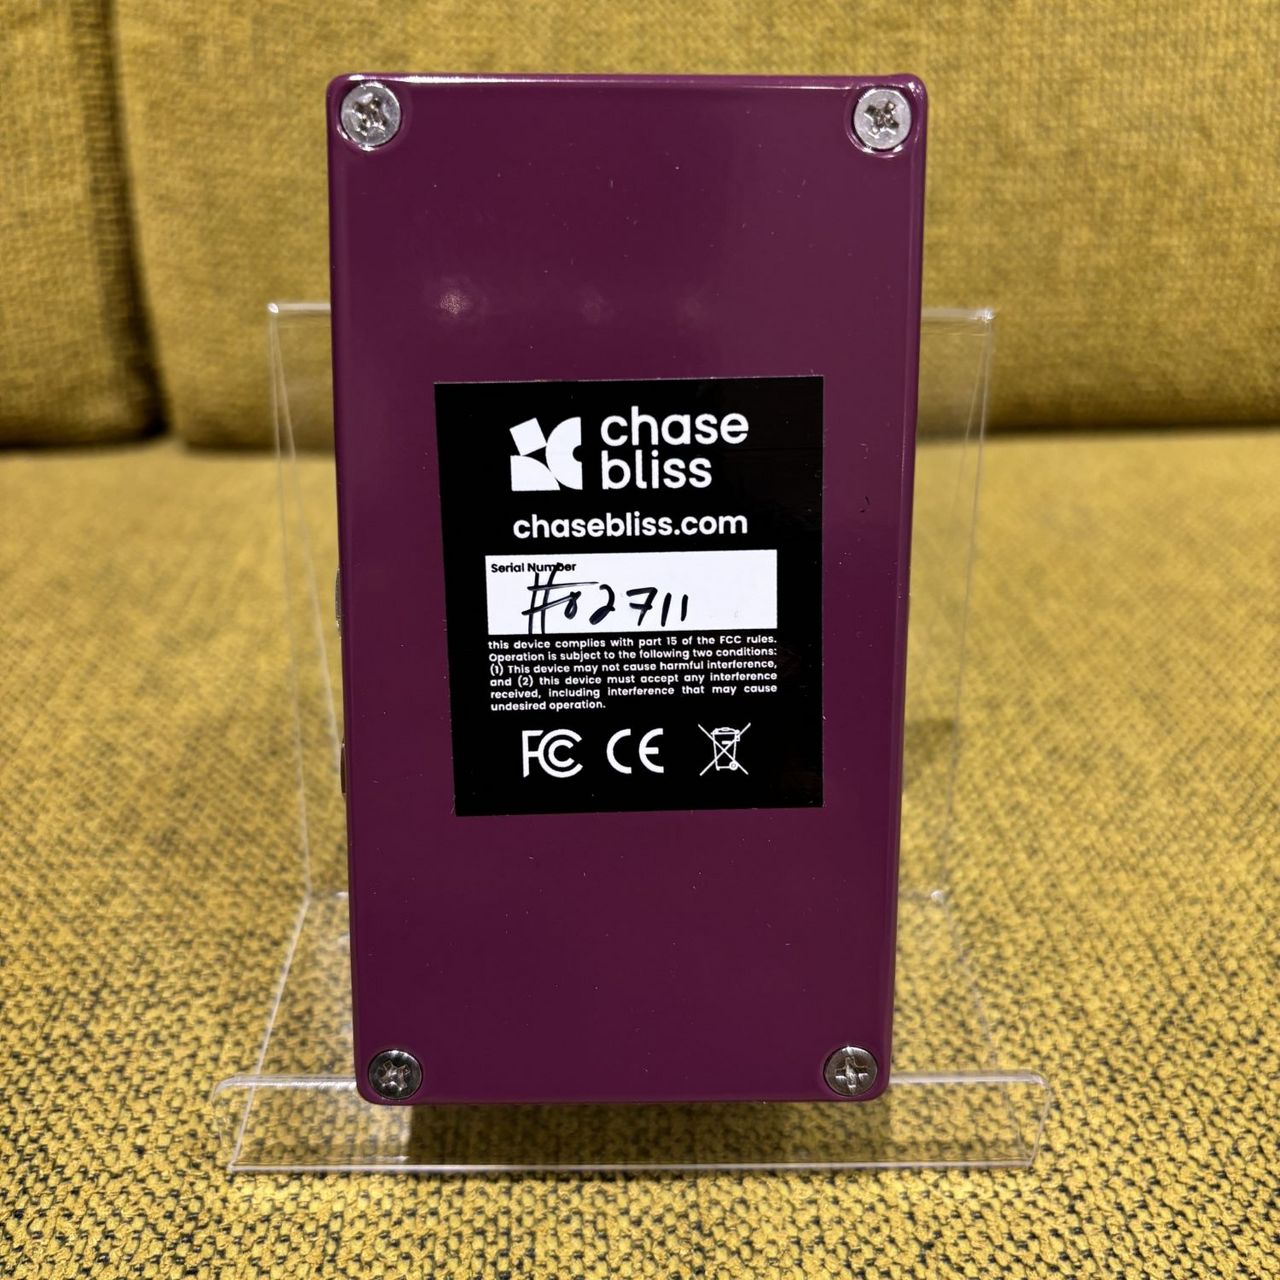 chase
bliss
chasebliss.com
Serial Number
#02711
this device complies with part 15 of the FCC rules.
Operation is subject to the following two conditions:
(1) This device may not cause harmful interference,
and (2) this device must accept any interference
received, including interference that may cause
undesired operation.
FC CE